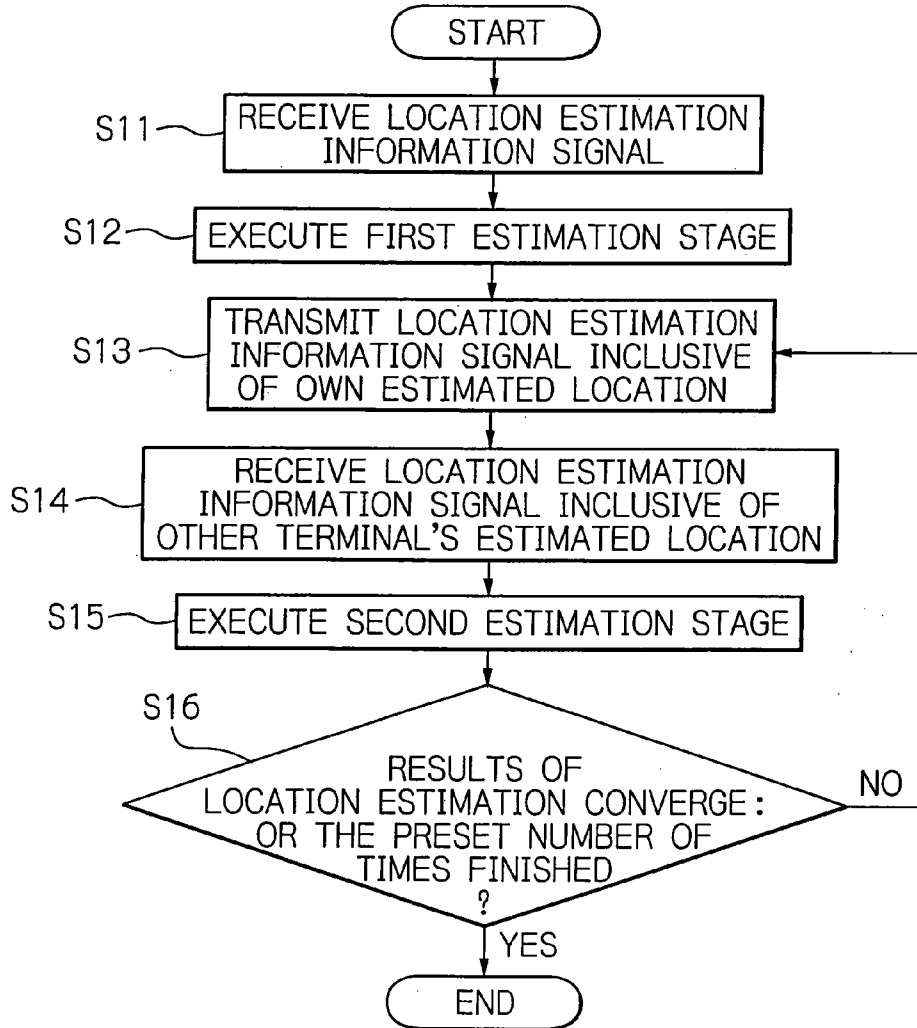 START
S11
RECEIVE LOCATION ESTIMATION
INFORMATION SIGNAL
S12
EXECUTE FIRST ESTIMATION STAGE
S13
TRANSMIT LOCATION ESTIMATION
INFORMATION SIGNAL INCLUSIVE
OF OWN ESTIMATED LOCATION
S14
RECEIVE LOCATION ESTIMATION
INFORMATION SIGNAL INCLUSIVE OF
OTHER TERMINAL'S ESTIMATED LOCATION
S15
EXECUTE SECOND ESTIMATION STAGE
S16
RESULTS OF
LOCATION ESTIMATION CONVERGE:
OR THE PRESET NUMBER OF
TIMES FINISHED
?
NO
YES
END